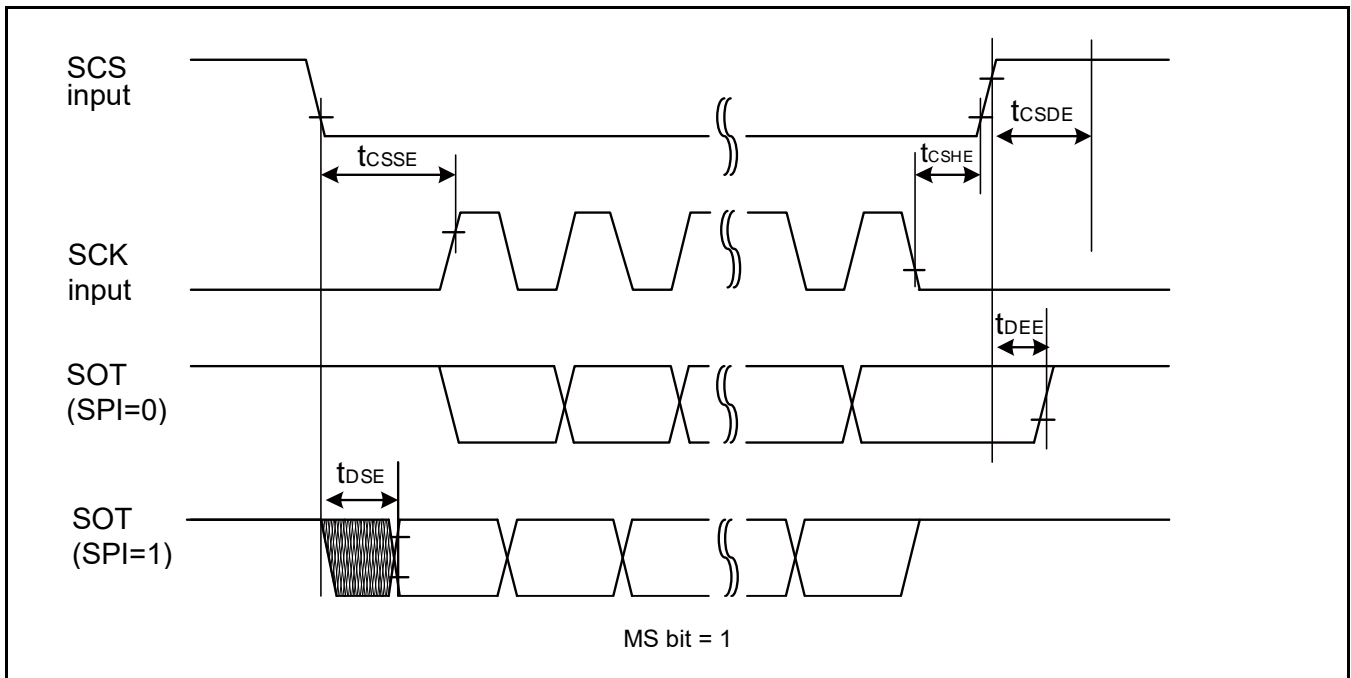 SCS
input
tCSDE
tCSSE
tCSHE
SCK
input
tDEE
SOT
(SPI=0)
tDSE
SOT
(SPI=1)
MS bit = 1